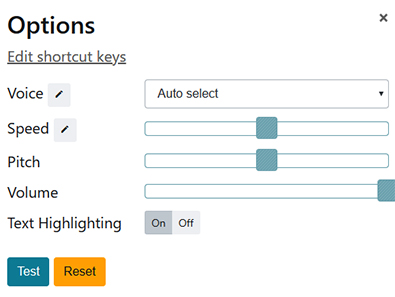 Options
Edit shortcut keys
Voice Auto select
Speed
Pitch
Volume
Text Highlighting On Off
Test Reset